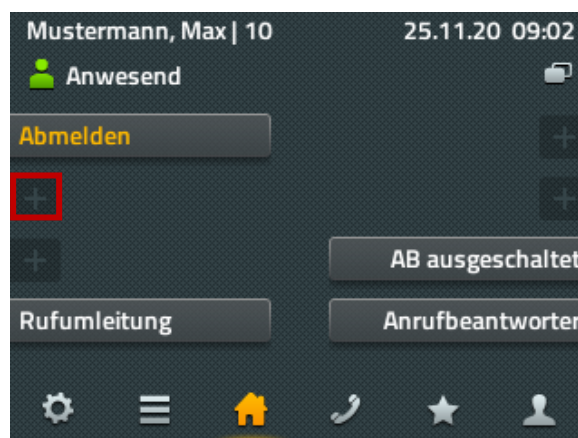 Mustermann, Max | 10 25.11.20 09:02
Anwesend
Abmelden
AB ausgeschaltet
Rufumleitung Anrufbeantworter